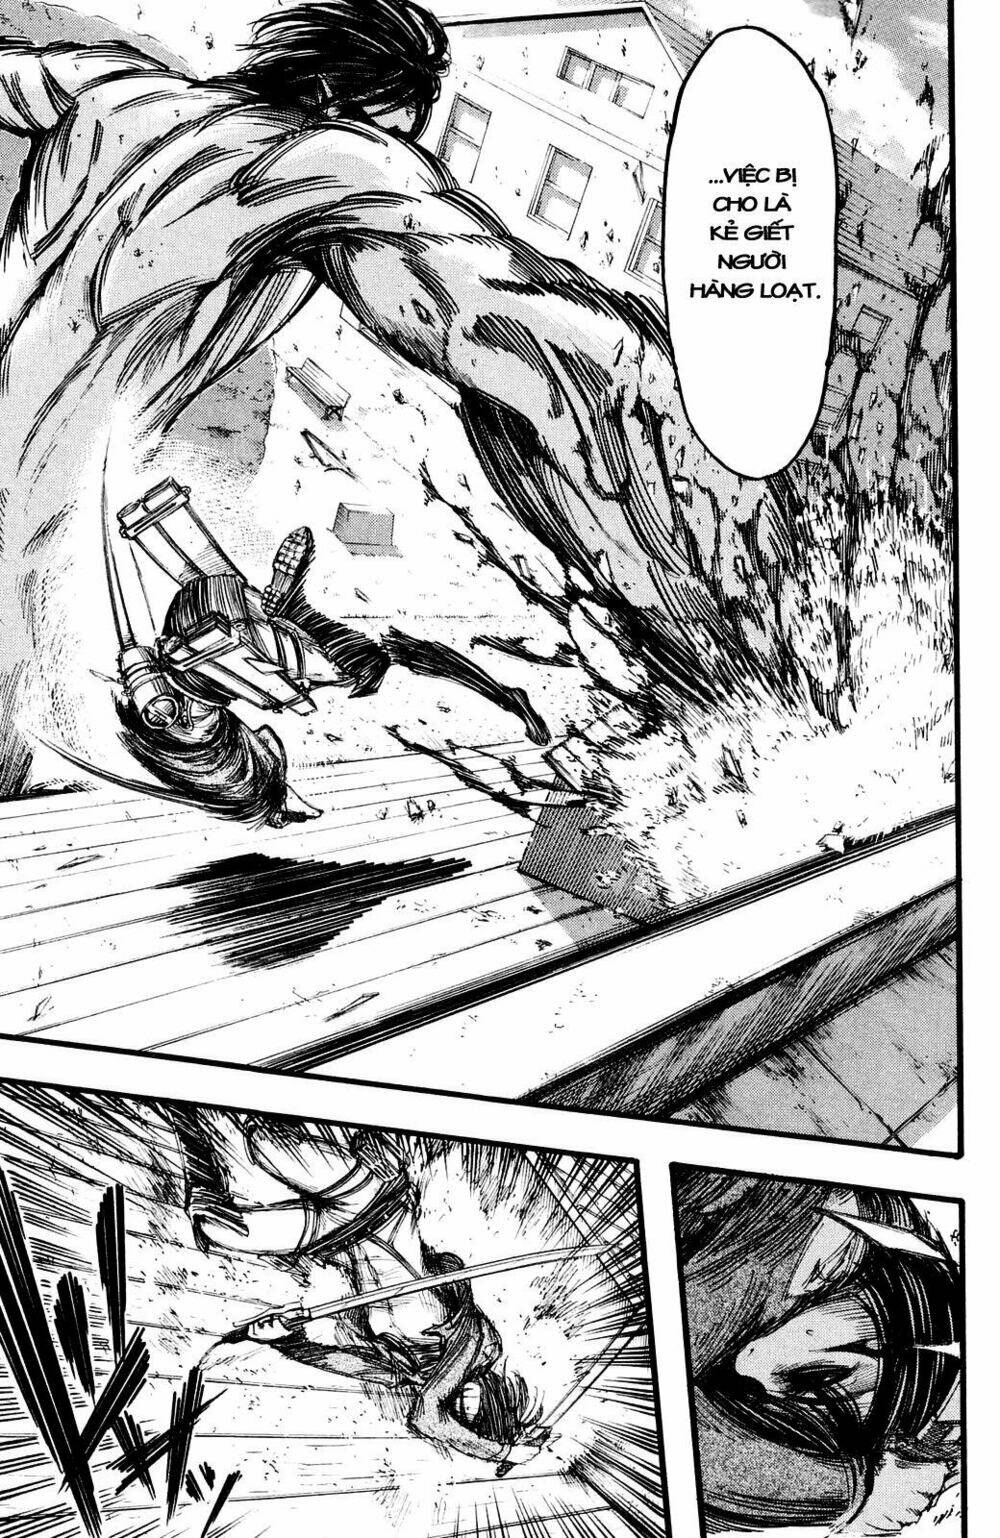 ...VIỆC BỊ
CHO LÀ
KẺ GIẾT
NGƯỜI
HÀNG LOẠT.